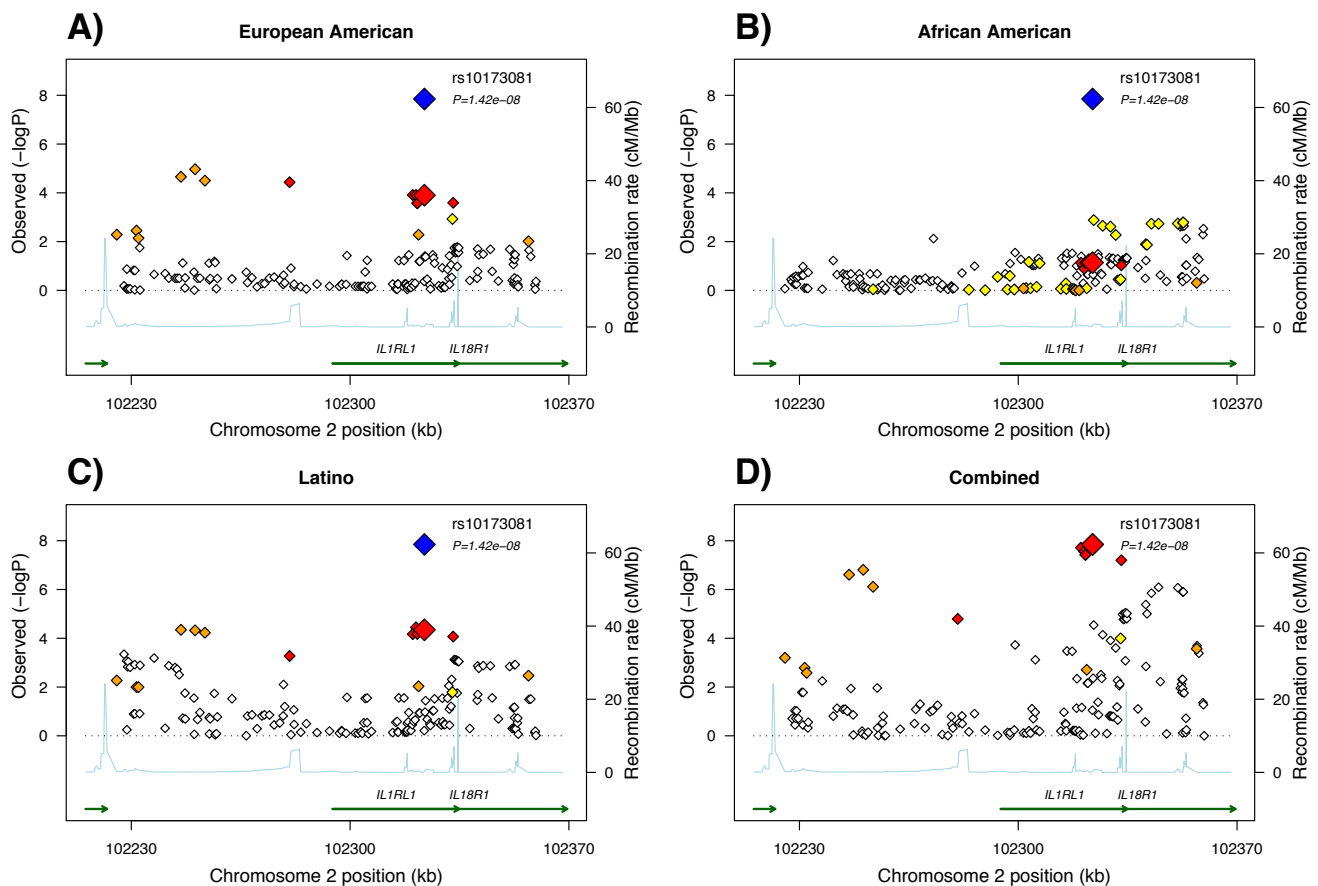 A)
European American
rs10173081
P=1.42e−08
Observed (−logP)
8
6
4
2
0
60
40
20
0
Recombination rate (cM/Mb)
IL1RL1
IL18R1
102230
102300
102370
Chromosome 2 position (kb)
B)
African American
rs10173081
P=1.42e−08
Observed (−logP)
8
6
4
2
0
60
40
20
0
Recombination rate (cM/Mb)
IL1RL1
IL18R1
102230
102300
102370
Chromosome 2 position (kb)
C)
Latino
rs10173081
P=1.42e−08
Observed (−logP)
8
6
4
2
0
60
40
20
0
Recombination rate (cM/Mb)
IL1RL1
IL18R1
102230
102300
102370
Chromosome 2 position (kb)
D)
Combined
rs10173081
P=1.42e−08
Observed (−logP)
8
6
4
2
0
60
40
20
0
Recombination rate (cM/Mb)
IL1RL1
IL18R1
102230
102300
102370
Chromosome 2 position (kb)